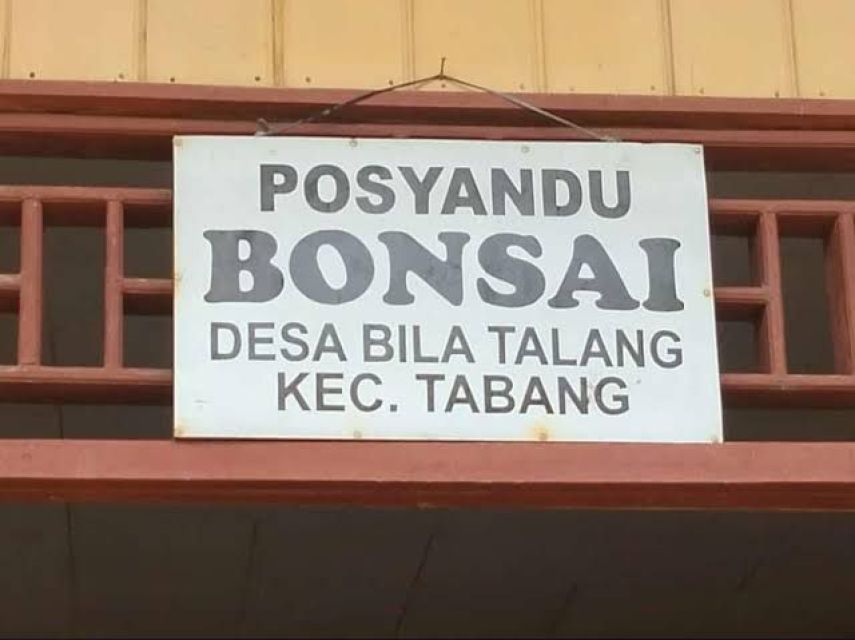 POSYANDU
BONSAI
DESA BILA TALANG
KEC. TABANG